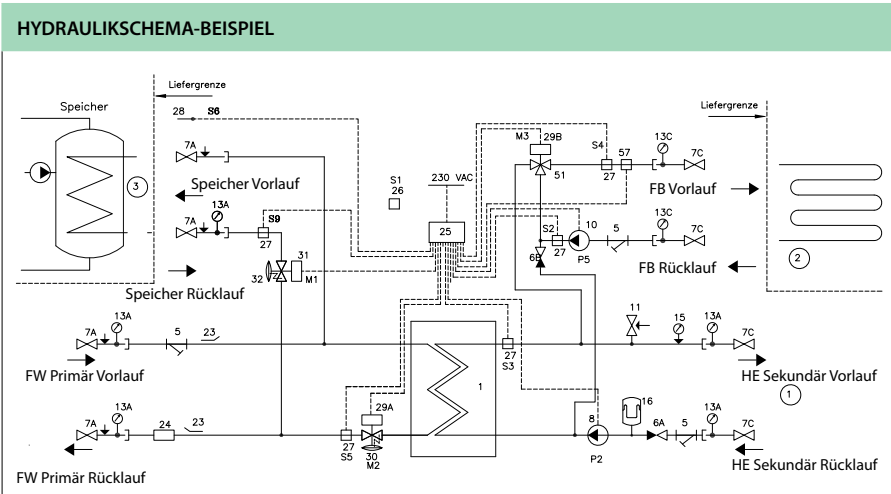 HYDRAULIKSCHEMA-BEISPIEL
Liefergrenze
Speicher
28 S6
7A
3
Speicher Vorlauf
13A
7A
S9
27
31
32
M1
Speicher Rücklauf
S1
26
230 VAC
25
M3
29B
51
S4
27
57
13C
7C
FB Vorlauf
Liefergrenze
10
S2
27
P5
5
13C
7C
6B
FB Rücklauf
2
13A
7A
5
23
FW Primär Vorlauf
1
27
S3
11
15
13A
7C
HE Sekundär Vorlauf
1
13A
7A
24
23
FW Primär Rücklauf
29A
27
S5
30
M2
8
P2
16
6A
5
13A
7C
HE Sekundär Rücklauf